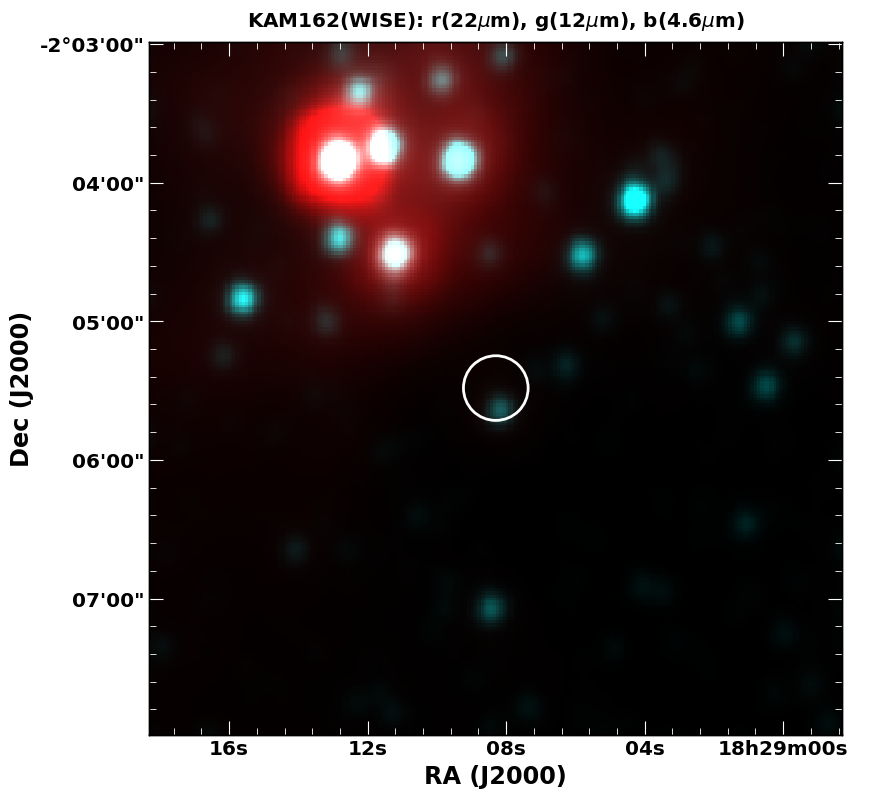 KAM162(WISE): r(22μm), g(12μm), b(4.6μm)
-2°03'00"
04'00"
05'00"
06'00"
07'00"
Dec (J2000)
16s 12s 08s 04s 18h29m00s
RA (J2000)